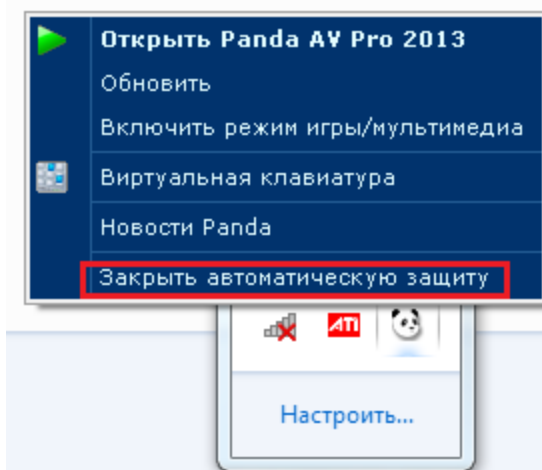 Открыть Panda AV Pro 2013
Обновить
Включить режим игры/мультимедиа
Виртуальная клавиатура
Новости Panda
Закрыть автоматическую защиту
ATI
Настроить...